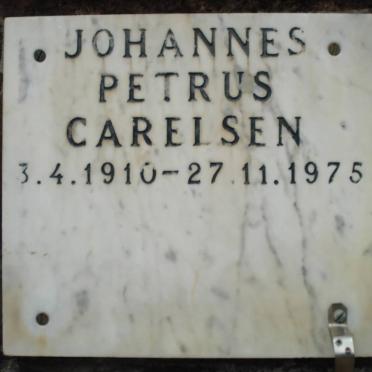 JOHANNES
PETRUS
CARELSEN
3.4.1910-27.11.1975